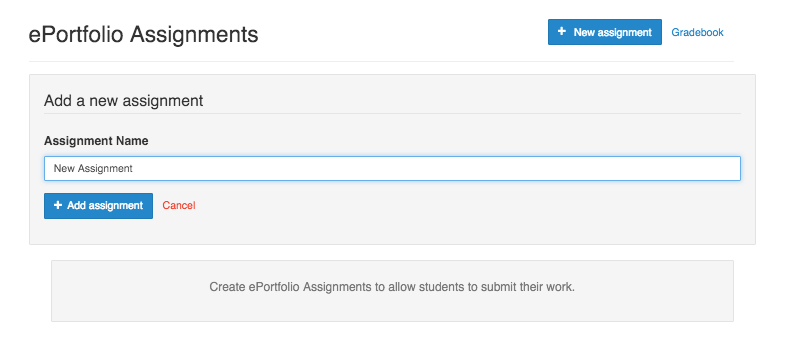 ePortfolio Assignments
+ New assignment Gradebook
Add a new assignment
Assignment Name
New Assignment
+ Add assignment Cancel
Create ePortfolio Assignments to allow students to submit their work.